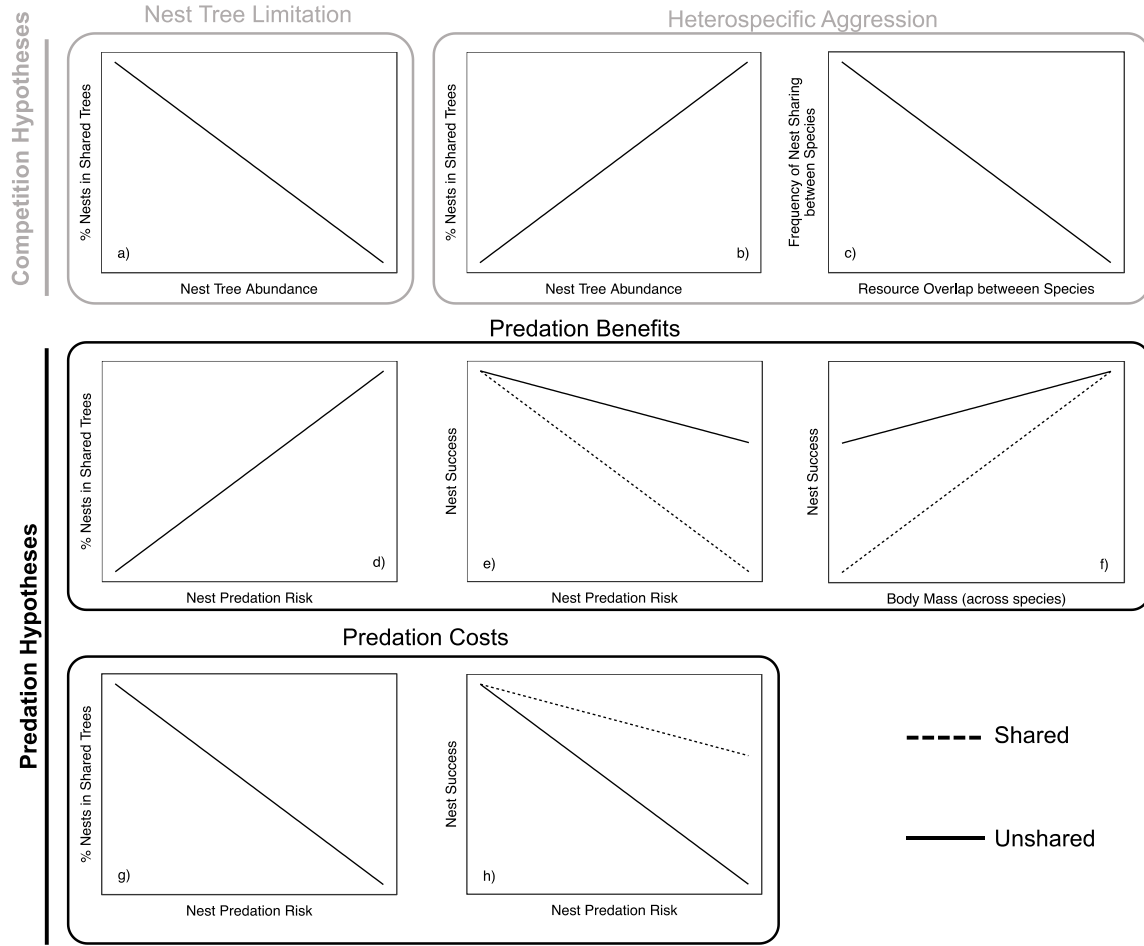 Nest Tree Limitation
Heterospecific Aggression
Competition Hypotheses
% Nests in Shared Trees
a)
Nest Tree Abundance
% Nests in Shared Trees
b)
Nest Tree Abundance
Frequency of Nest Sharing
between Species
c)
Resource Overlap betweeen Species
Predation Benefits
Predation Hypotheses
% Nests in Shared Trees
d)
Nest Predation Risk
Nest Success
e)
Nest Predation Risk
Nest Success
f)
Body Mass (across species)
Predation Costs
% Nests in Shared Trees
g)
Nest Predation Risk
Nest Success
h)
Nest Predation Risk
Shared
Unshared